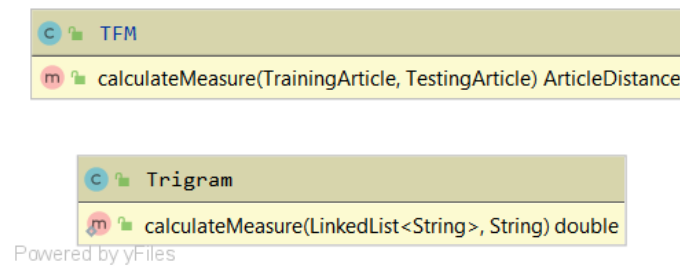 C TFM
m calculateMeasure(TrainingArticle, TestingArticle) ArticleDistance
C Trigram
m calculateMeasure(LinkedList<String>, String) double
Powered by yFiles